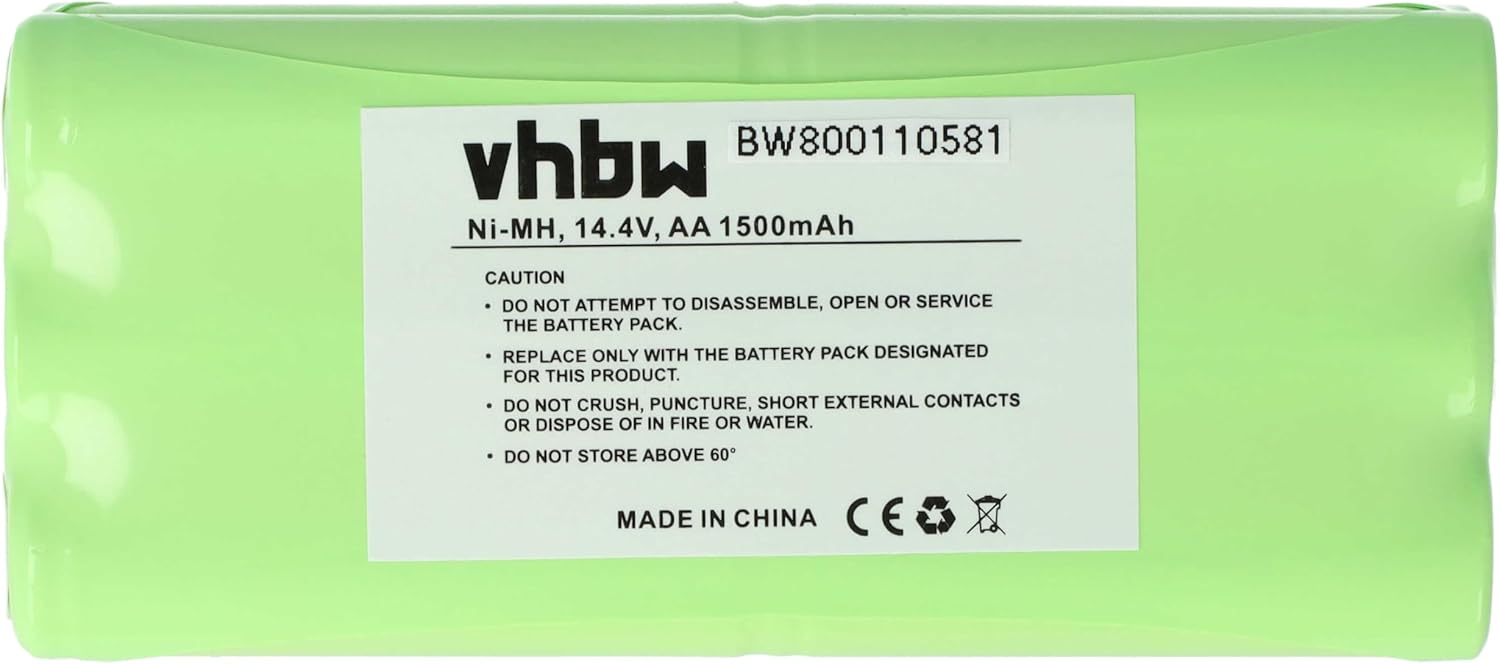 vhbw BW800110581
Ni-MH, 14.4V, AA 1500mAh
CAUTION
• DO NOT ATTEMPT TO DISASSEMBLE, OPEN OR SERVICE
THE BATTERY PACK.
• REPLACE ONLY WITH THE BATTERY PACK DESIGNATED
FOR THIS PRODUCT.
• DO NOT CRUSH, PUNCTURE, SHORT EXTERNAL CONTACTS
OR DISPOSE OF IN FIRE OR WATER.
• DO NOT STORE ABOVE 60°
MADE IN CHINA CE